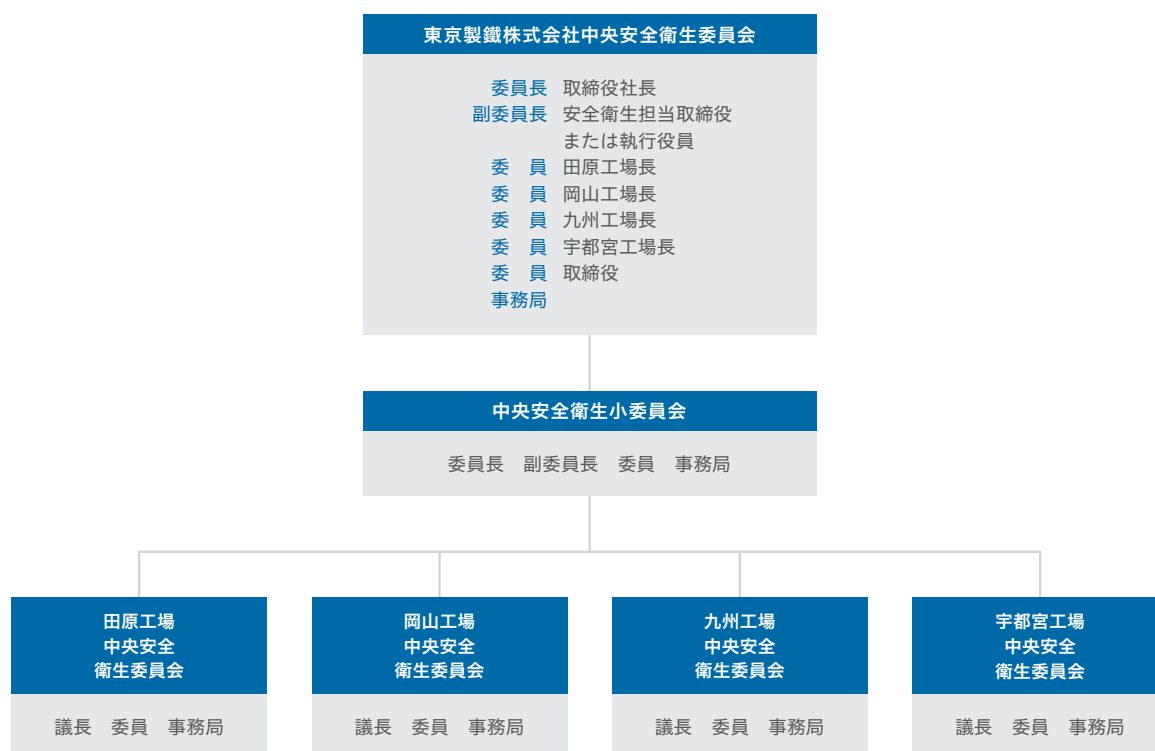 東京製鐵株式会社中央安全衛生委員会
委員長 取締役社長
副委員長 安全衛生担当取締役
または執行役員
委　員 田原工場長
委　員 岡山工場長
委　員 九州工場長
委　員 宇都宮工場長
委　員 取締役
事務局
中央安全衛生小委員会
委員長　副委員長　委員　事務局
田原工場
中央安全
衛生委員会
議長　委員　事務局
岡山工場
中央安全
衛生委員会
議長　委員　事務局
九州工場
中央安全
衛生委員会
議長　委員　事務局
宇都宮工場
中央安全
衛生委員会
議長　委員　事務局